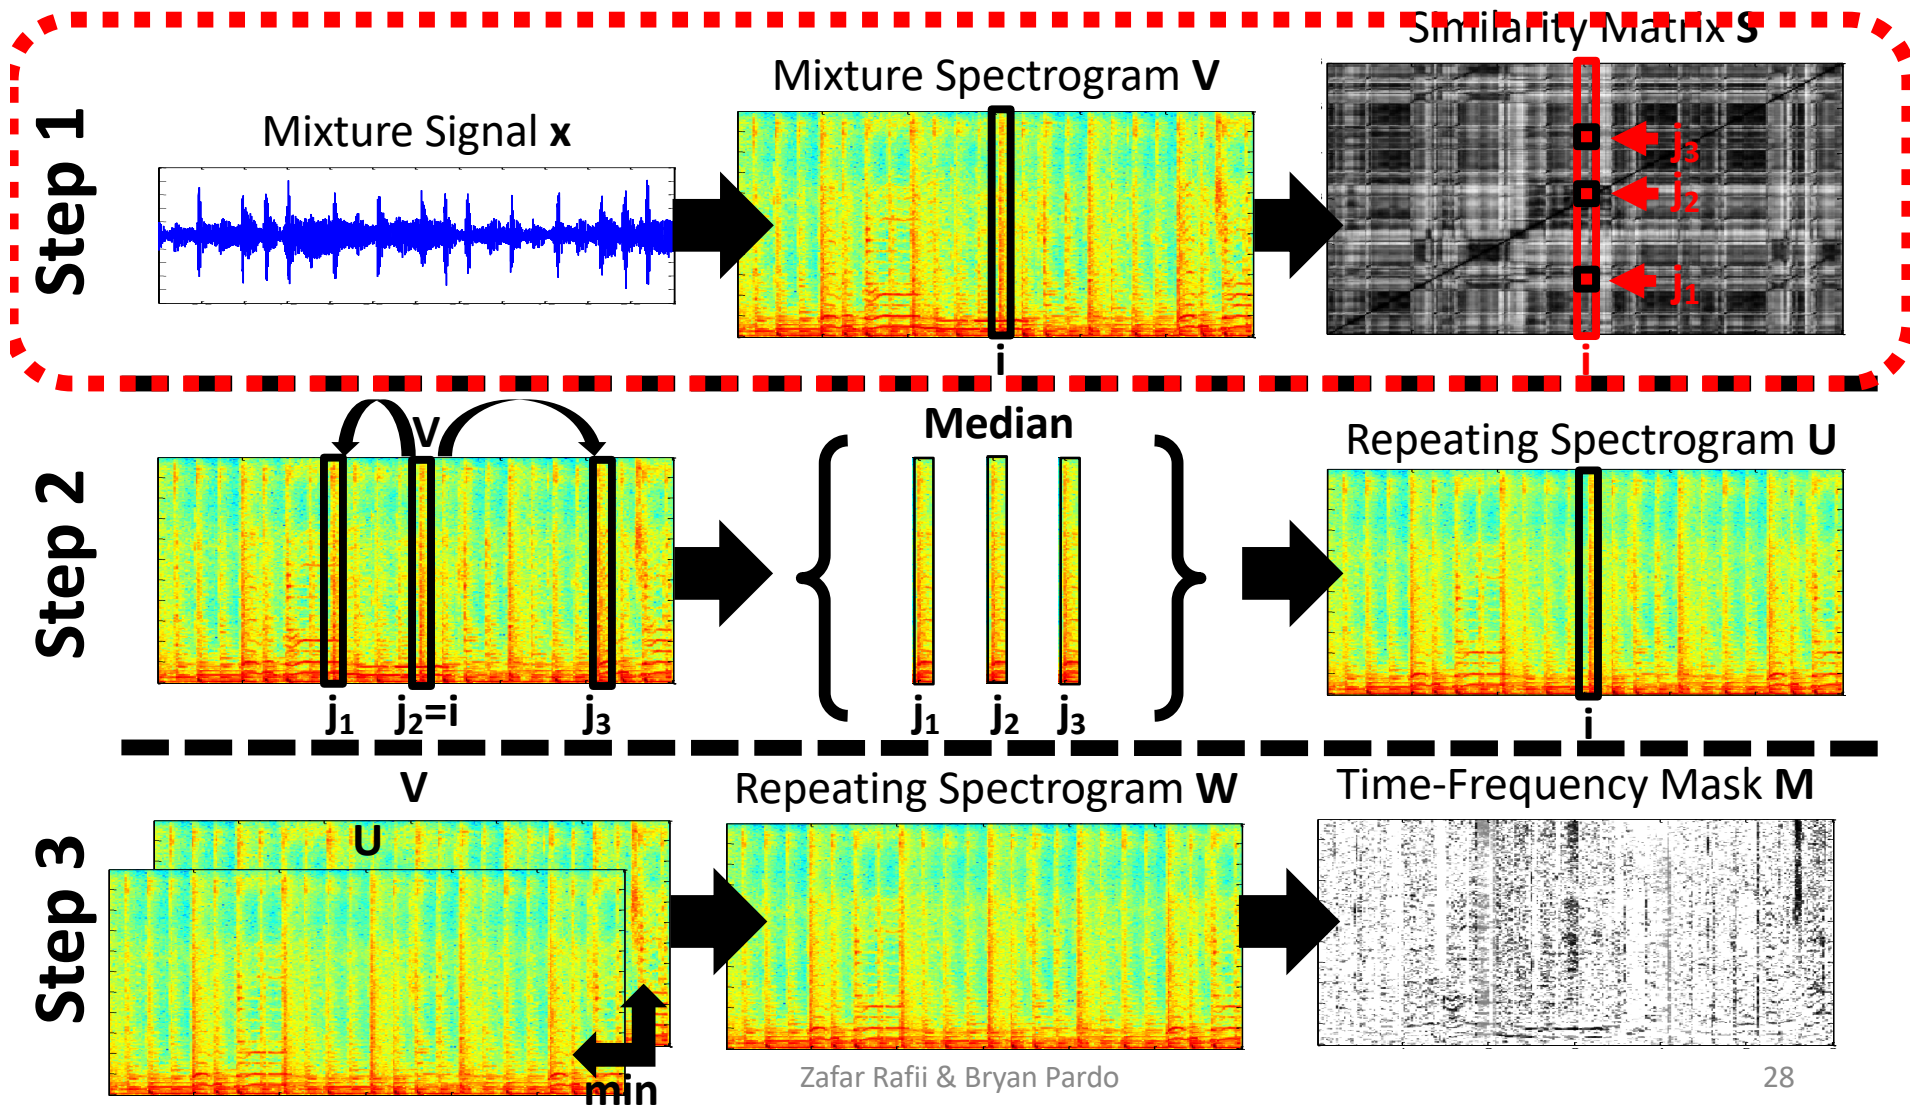 Step 1
Mixture Signal x
Mixture Spectrogram V
i
Similarity Matrix S
j3
j2
j1
i
Step 2
V
j1 j2=i j3
Median
j1 j2 j3
Repeating Spectrogram U
i
Step 3
V
U
min
Repeating Spectrogram W
Time-Frequency Mask M
Zafar Rafii & Bryan Pardo
28